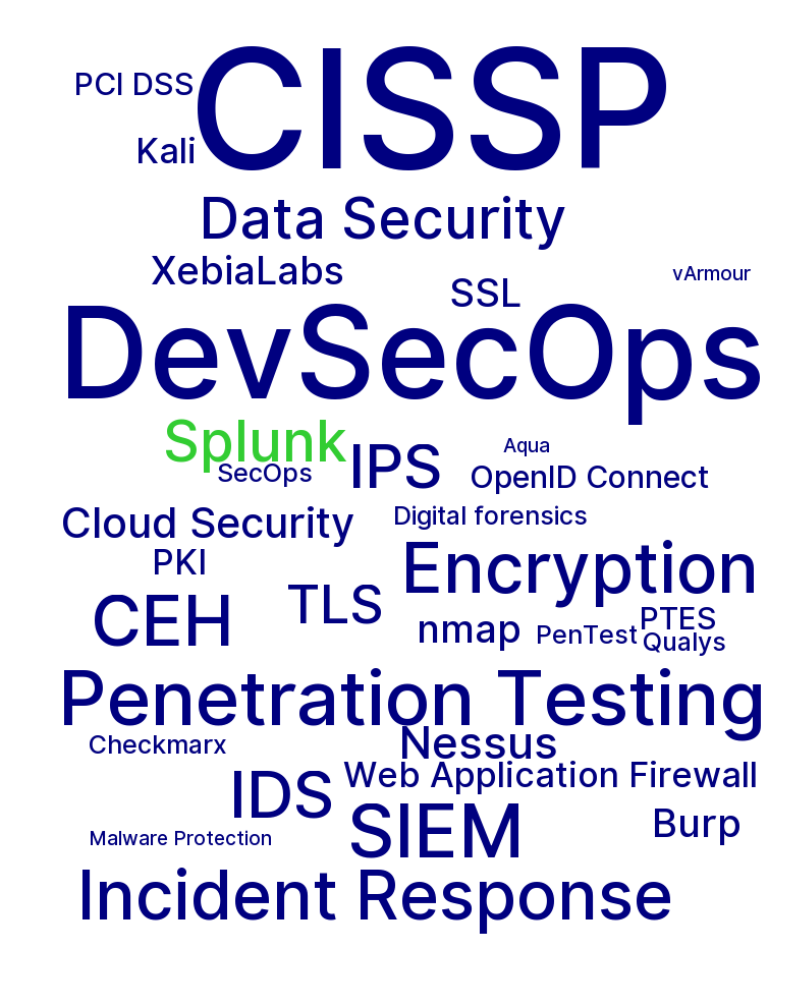 CISSP
PCI DSS
Kali
Data Security
XebiaLabs
vArmour
SSL
DevSecOps
Splunk
Aqua
IPS
SecOps
OpenID Connect
Digital forensics
Cloud Security
PKI
Encryption
TLS
CEH
PTES
nmap
PenTest
Qualys
Penetration Testing
Nessus
Checkmarx
Web Application Firewall
IDS
Burp
SIEM
Malware Protection
Incident Response